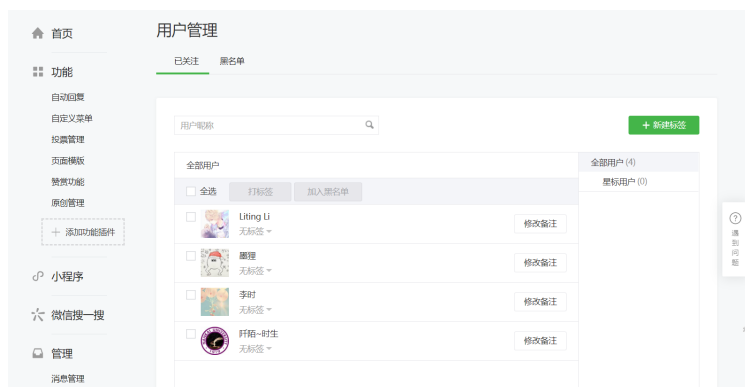 首页
功能
自动回复
自定义菜单
投票管理
页面模版
赞赏功能
原创管理
＋ 添加功能插件
小程序
微信搜一搜
管理
消息管理
用户管理
已关注 黑名单
用户昵称
＋ 新建标签
全部用户
全选 打标签 加入黑名单
Liting Li
无标签
修改备注
墨狸
无标签
修改备注
李时
无标签
修改备注
阡陌~时生
无标签
修改备注
全部用户 (4)
星标用户 (0)
遇到问题